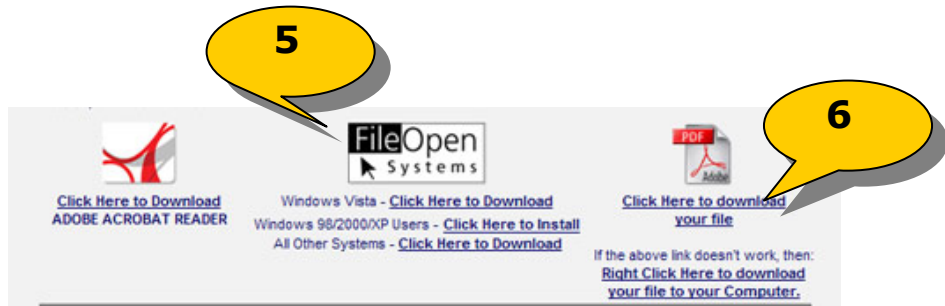 5
6
FileOpen
Systems
PDF
Adobe
Click Here to Download
ADOBE ACROBAT READER
Windows Vista - Click Here to Download
Windows 98/2000/XP Users - Click Here to Install
All Other Systems - Click Here to Download
Click Here to download
your file
If the above link doesn't work, then:
Right Click Here to download
your file to your Computer.